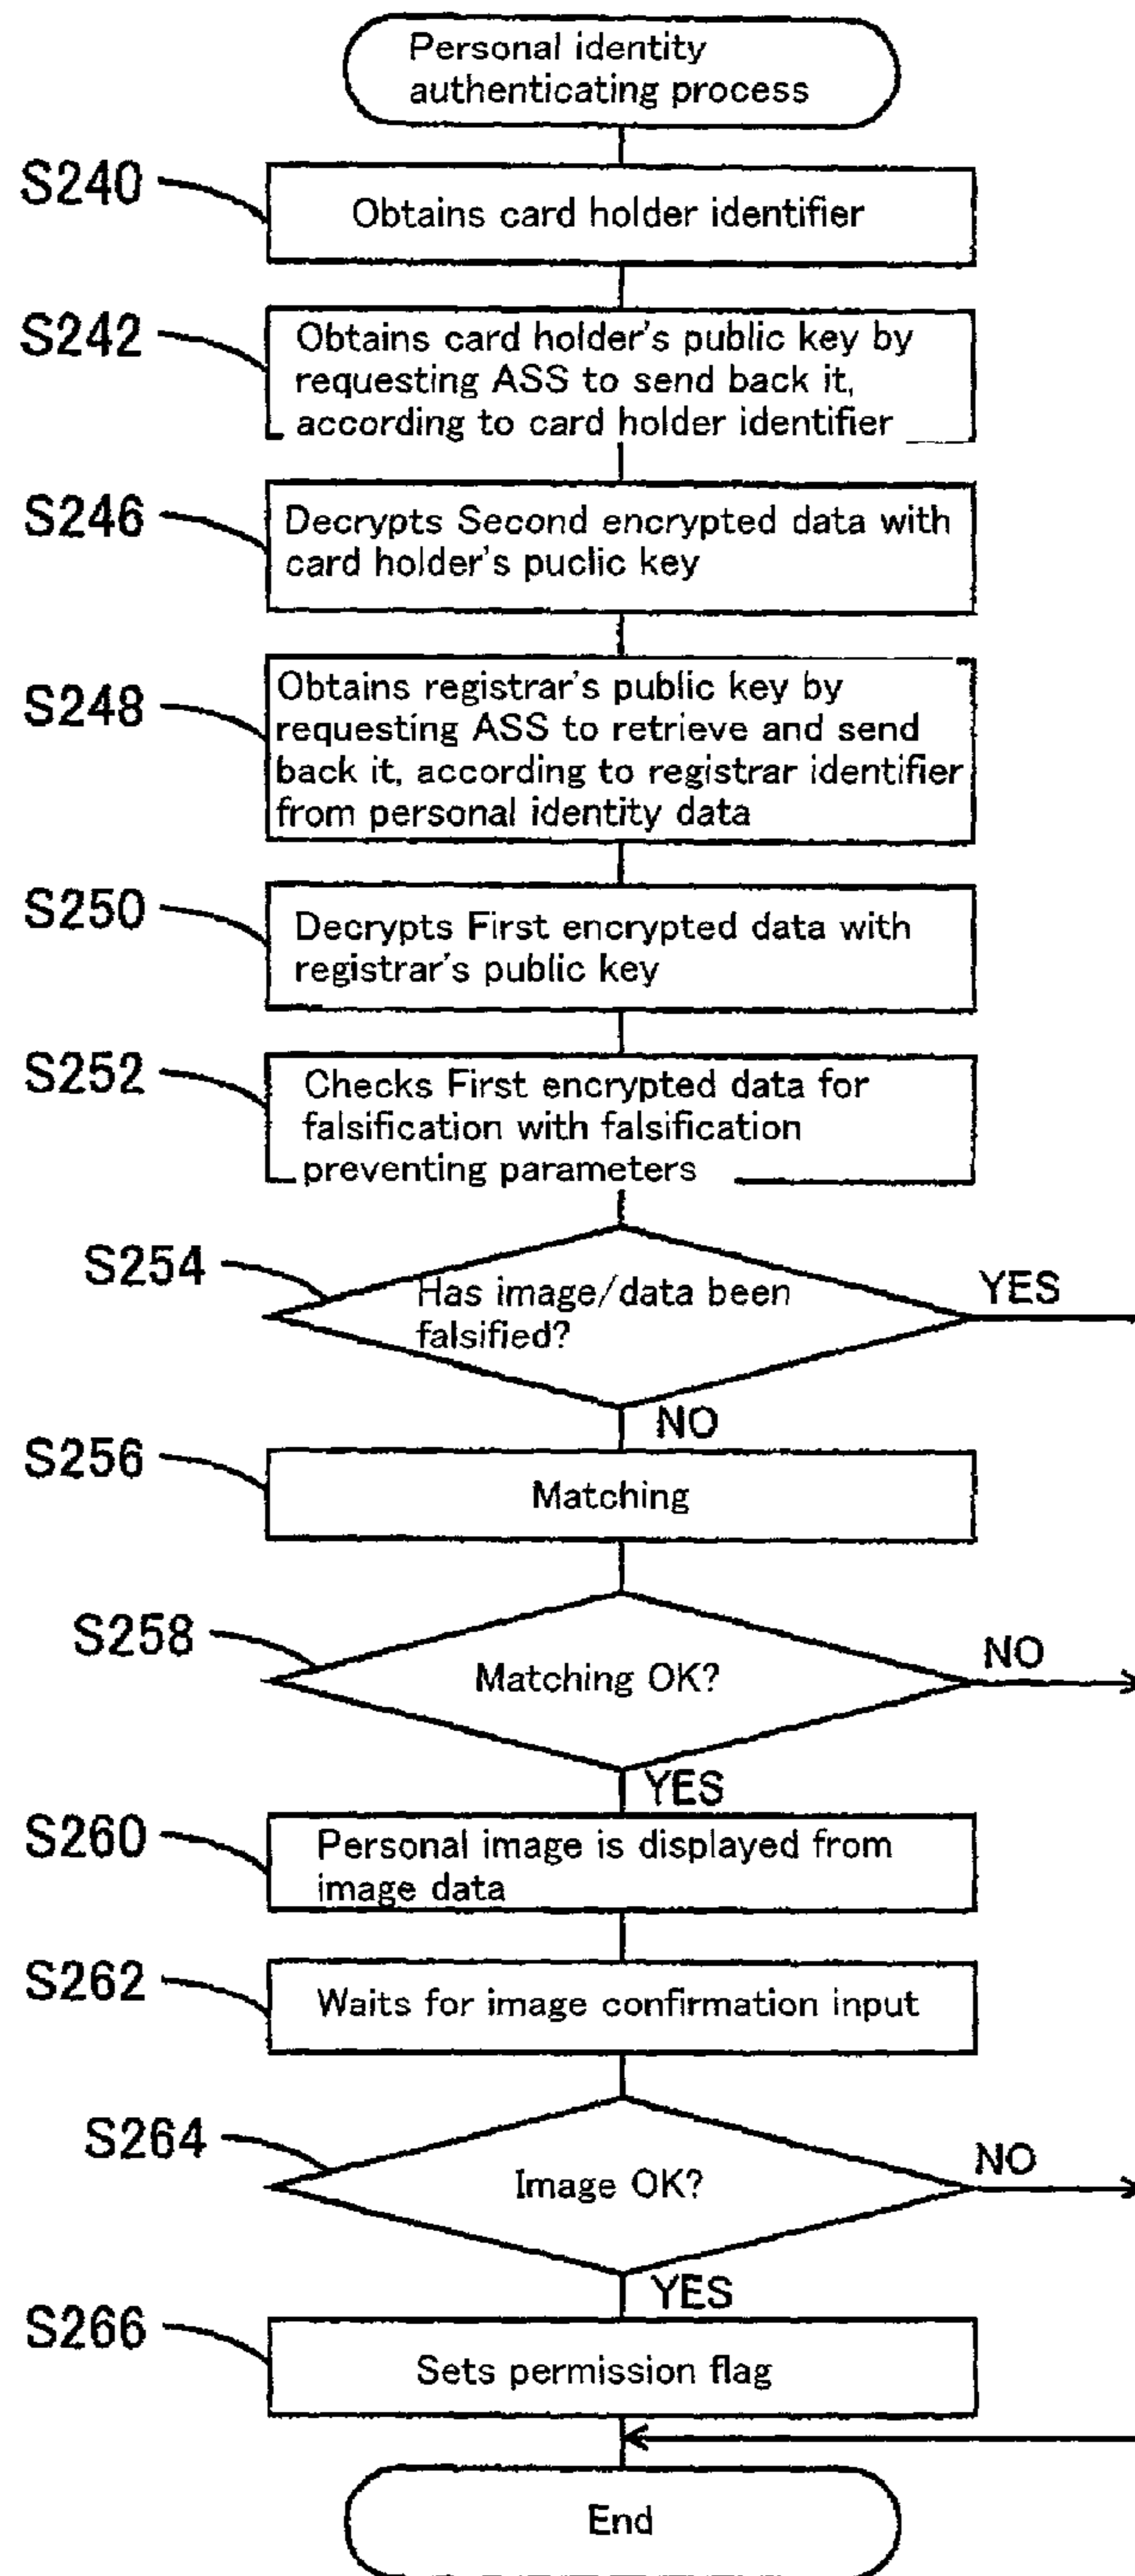 Personal identity
authenticating process
S240
Obtains card holder identifier
S242
Obtains card holder's public key by
requesting ASS to send back it,
according to card holder identifier
S246
Decrypts Second encrypted data with
card holder's puclic key
S248
Obtains registrar's public key by
requesting ASS to retrieve and send
back it, according to registrar identifier
from personal identity data
S250
Decrypts First encrypted data with
registrar's public key
S252
Checks First encrypted data for
falsification with falsification
preventing parameters
S254
Has image/data been
falsified?
YES
NO
S256
Matching
S258
Matching OK?
NO
YES
S260
Personal image is displayed from
image data
S262
Waits for image confirmation input
S264
Image OK?
NO
YES
S266
Sets permission flag
End